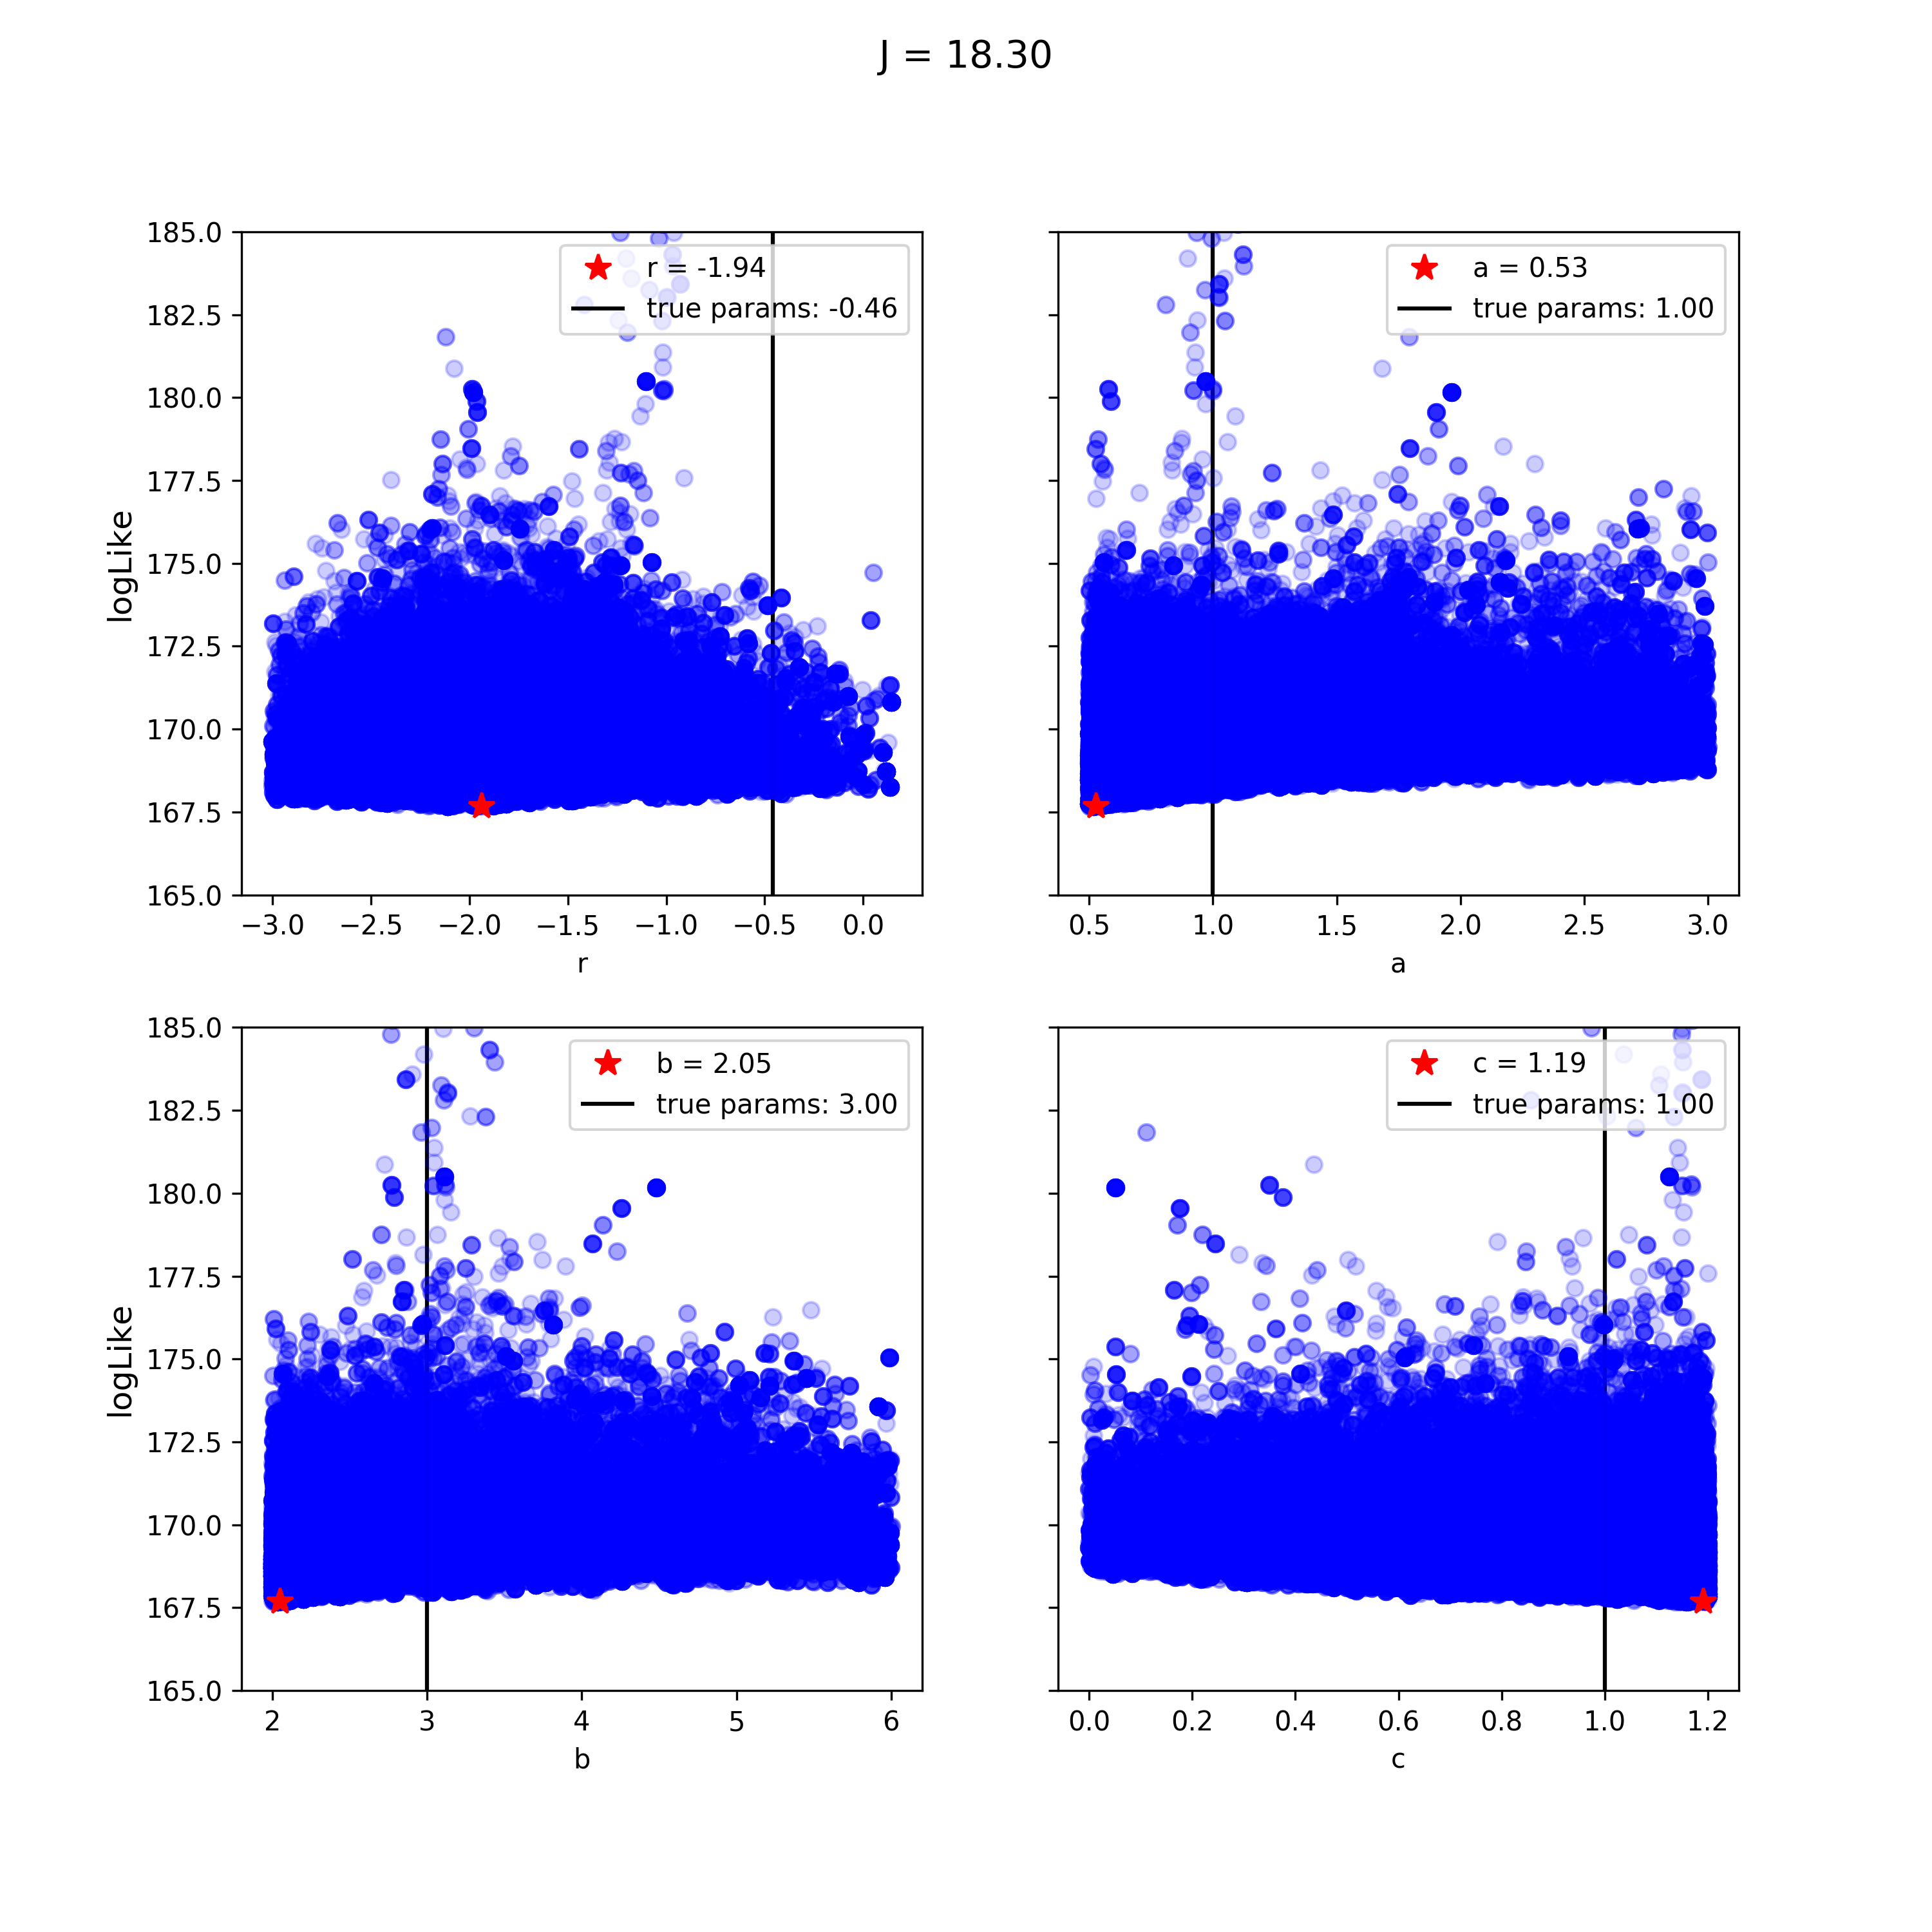 J = 18.30
185.0
182.5
180.0
177.5
175.0
172.5
170.0
167.5
165.0
logLike
r = -1.94
true params: -0.46
−3.0 −2.5 −2.0 −1.5 −1.0 −0.5 0.0
r
a = 0.53
true params: 1.00
0.5 1.0 1.5 2.0 2.5 3.0
a
185.0
182.5
180.0
177.5
175.0
172.5
170.0
167.5
165.0
logLike
b = 2.05
true params: 3.00
2 3 4 5 6
b
c = 1.19
true params: 1.00
0.0 0.2 0.4 0.6 0.8 1.0 1.2
c